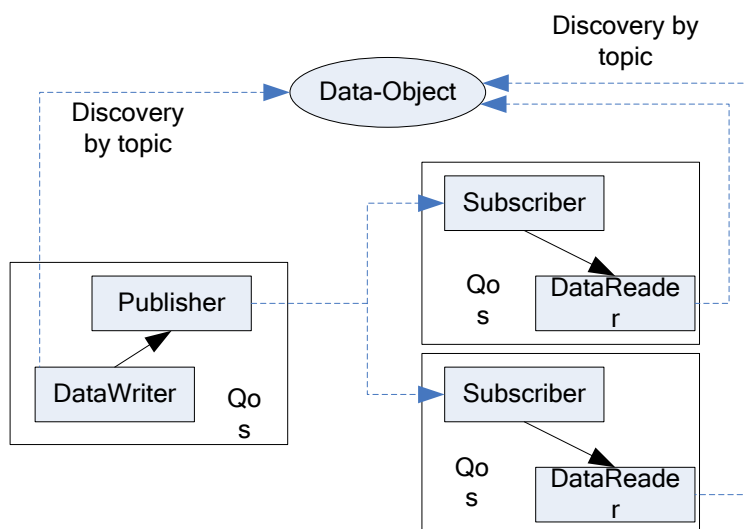 Discovery by
topic
Data-Object
Discovery
by topic
Subscriber
Qo
s
DataReade
r
Publisher
DataWriter
Qo
s
Subscriber
Qo
s
DataReade
r